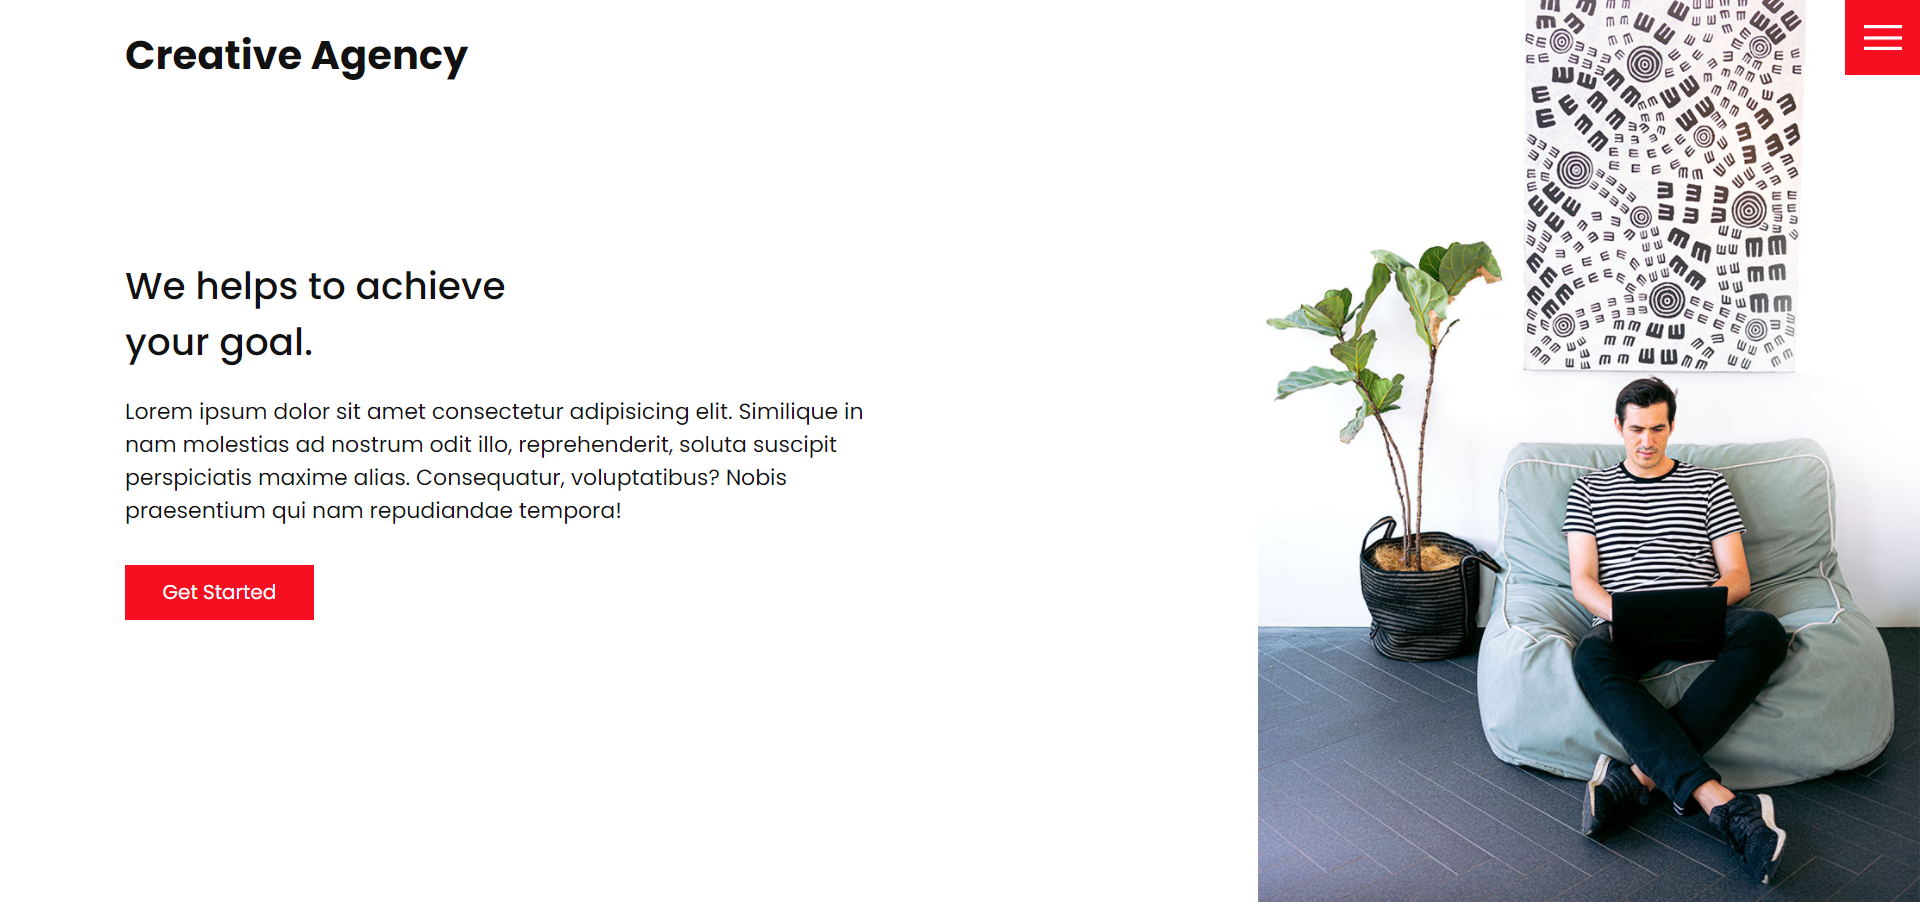 Creative Agency
We helps to achieve
your goal.
Lorem ipsum dolor sit amet consectetur adipisicing elit. Similique in
nam molestias ad nostrum odit illo, reprehenderit, soluta suscipit
perspiciatis maxime alias. Consequatur, voluptatibus? Nobis
praesentium qui nam repudiandae tempora!
Get Started